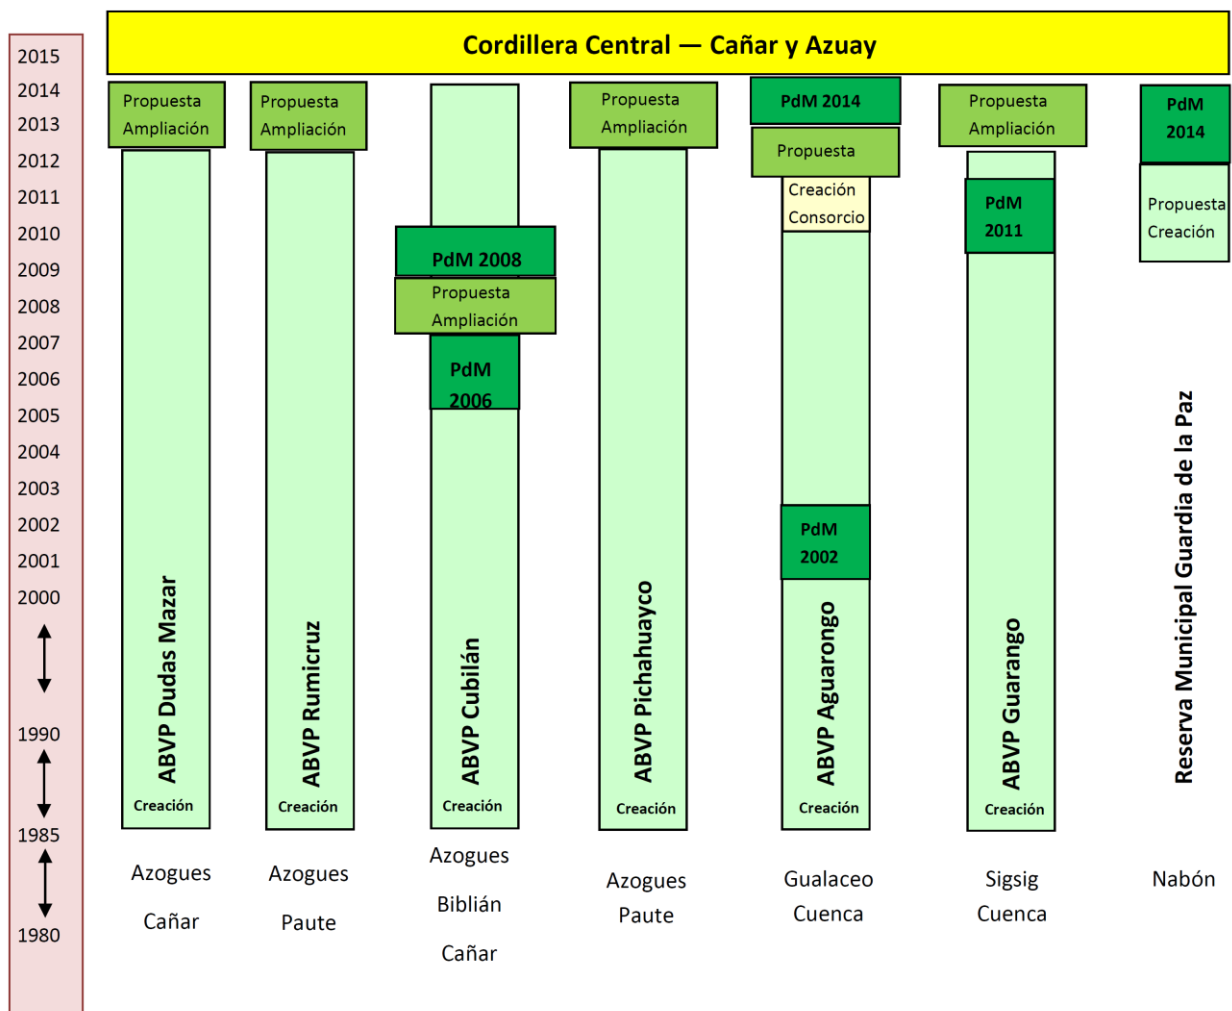 Cordillera Central — Cañar y Azuay
2015
2014
2013
2012
2011
2010
2009
2008
2007
2006
2005
2004
2003
2002
2001
2000
1990
1985
1980
Propuesta
Ampliación
ABVP Dudas Mazar
Creación
Azogues
Cañar
Propuesta
Ampliación
ABVP Rumicruz
Creación
Azogues
Paute
PdM 2008
Propuesta
Ampliación
PdM
2006
ABVP Cubilán
Creación
Azogues
Biblián
Cañar
Propuesta
Ampliación
ABVP Pichahuayco
Creación
Azogues
Paute
PdM 2014
Propuesta
Creación
Consorcio
PdM
2002
ABVP Aguarongo
Creación
Gualaceo
Cuenca
Propuesta
Ampliación
PdM
2011
ABVP Guarango
Creación
Sigsig
Cuenca
PdM
2014
Propuesta
Creación
Reserva Municipal Guardia de la Paz
Nabón